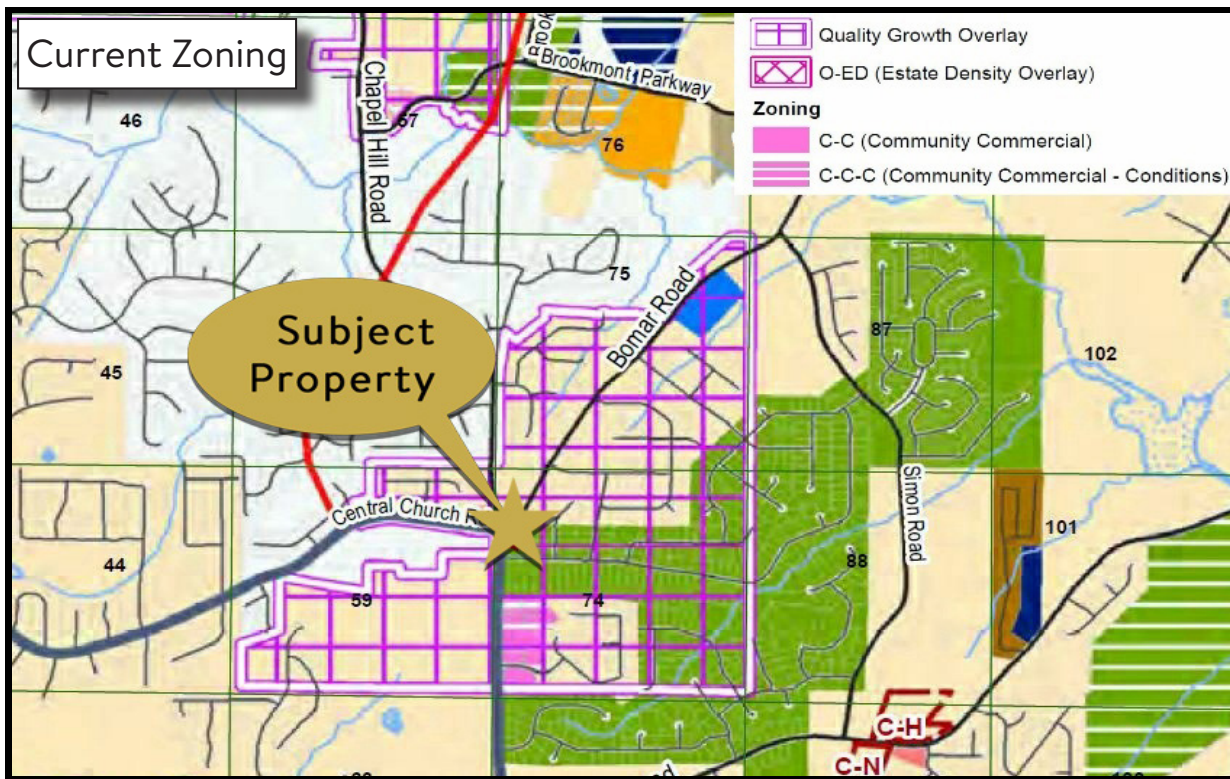 Current Zoning
Quality Growth Overlay
O-ED (Estate Density Overlay)
Zoning
C-C (Community Commercial)
C-C-C (Community Commercial - Conditions)
Brookmont Parkway
46
67
76
Chapel Hill Road
75
Bomar Road
87
102
Subject
Property
45
Central Church
Simon Road
101
44
59
74
88
C-H
C-N